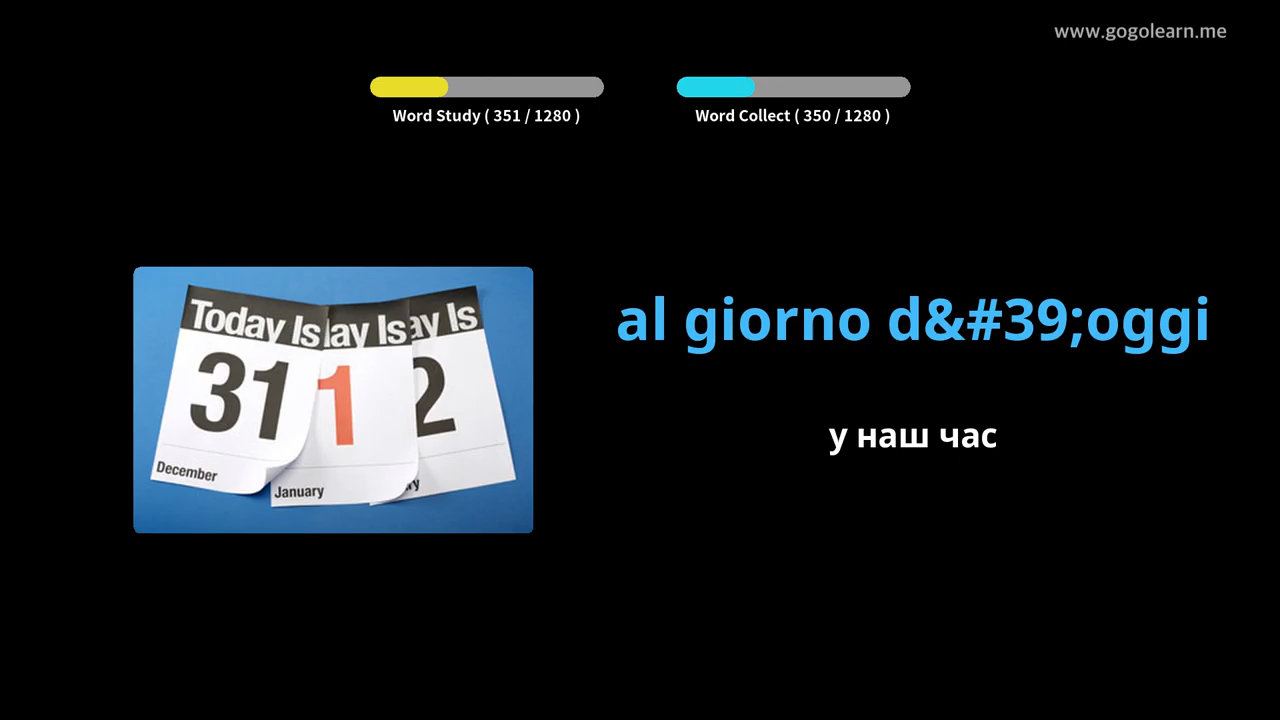 www.gogolearn.me
Word Study ( 351 / 1280 )
Word Collect ( 350 / 1280 )
Today Is
ay Is
ay Is
31
1
2
December
January
ry
al giorno d&#39;oggi
у наш час